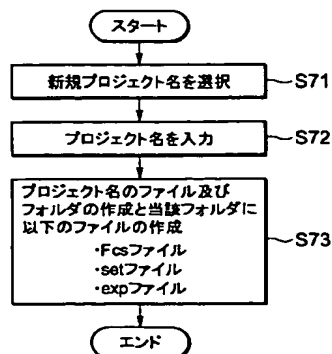 スタート
新規プロジェクト名を選択
S71
プロジェクト名を入力
S72
プロジェクト名のファイル及び
フォルダの作成と当該フォルダに
以下のファイルの作成
・Fcsファイル
・setファイル
・expファイル
S73
エンド